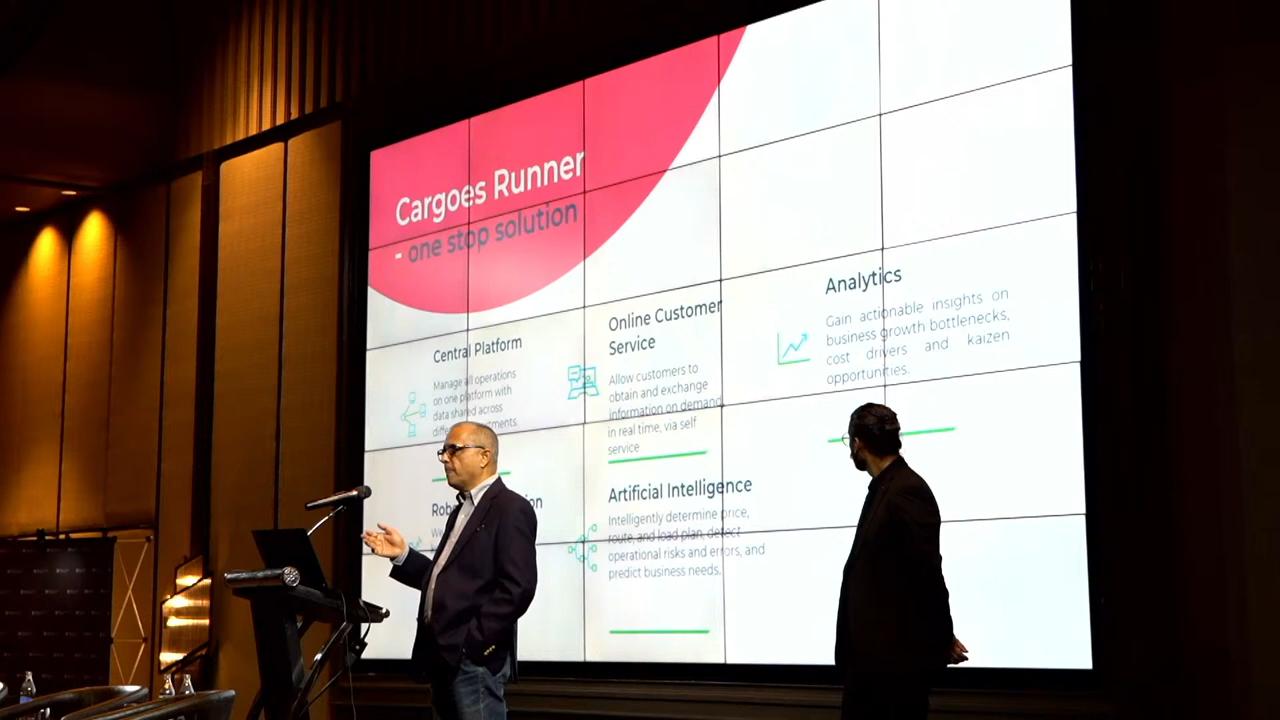 Cargoes Runner
- one stop solution
Central Platform
Manage all operations
on one platform with
data shared across
Online Customer
Service
Allow customers to
obtain and exchange
information on demand
in real time, via self
service
Analytics
Gain actionable insights on
business growth bottlenecks,
cost drivers and kaizen
opportunities.
Artificial Intelligence
Intelligently determine price,
route, and load plan, detect
operational risks and errors, and
predict business needs.